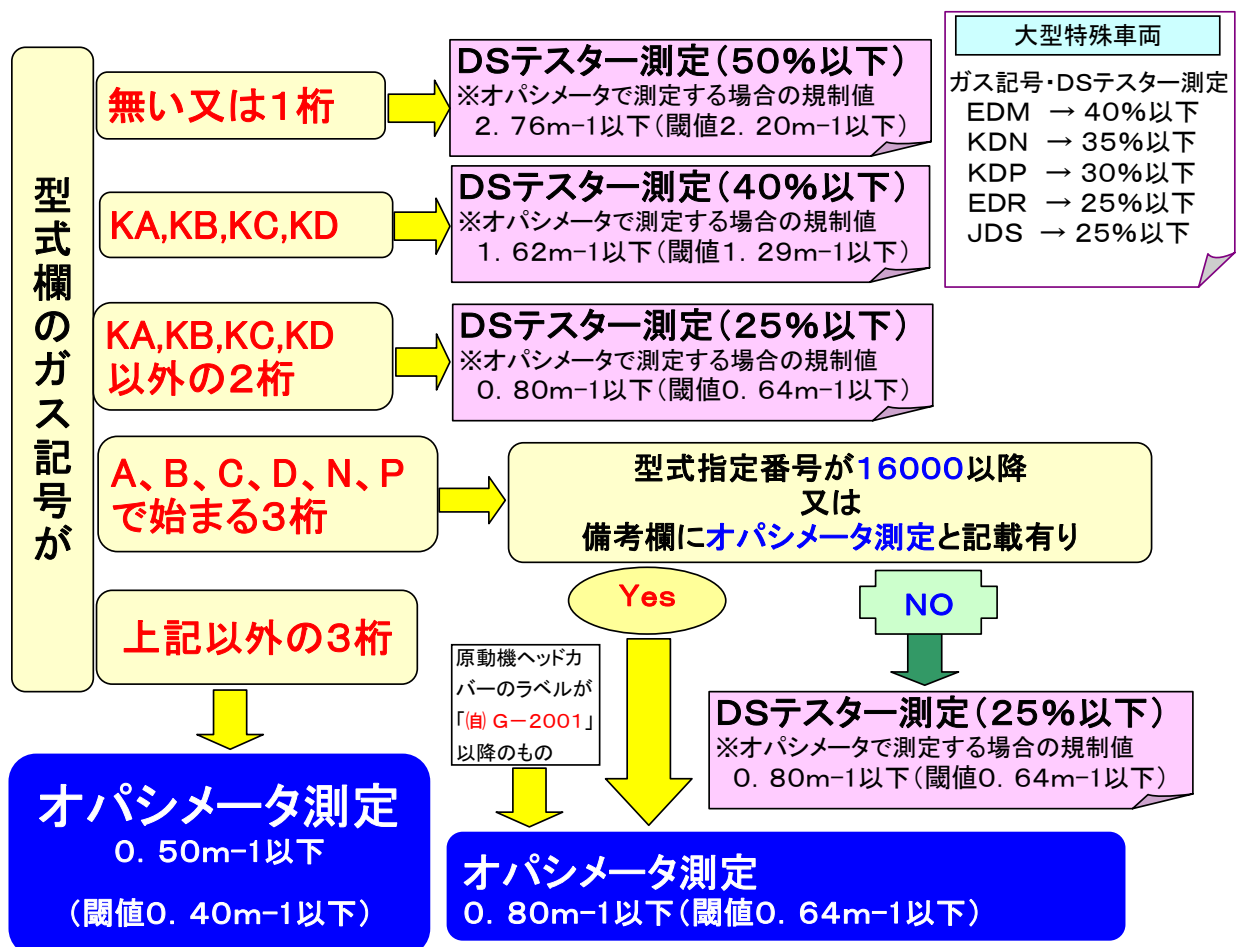 型式欄のガス記号が
無い又は1桁
DSテスター測定(50%以下)
※オパシメータで測定する場合の規制値
2. 76m-1以下(閾値2. 20m-1以下)
KA,KB,KC,KD
DSテスター測定(40%以下)
※オパシメータで測定する場合の規制値
1. 62m-1以下(閾値1. 29m-1以下)
KA,KB,KC,KD
以外の2桁
DSテスター測定(25%以下)
※オパシメータで測定する場合の規制値
0. 80m-1以下(閾値0. 64m-1以下)
A、B、C、D、N、P
で始まる3桁
型式指定番号が16000以降
又は
備考欄にオパシメータ測定と記載有り
Yes
NO
上記以外の3桁
原動機ヘッドカ
バーのラベルが
「㉂ G-2001」
以降のもの
DSテスター測定(25%以下)
※オパシメータで測定する場合の規制値
0. 80m-1以下(閾値0. 64m-1以下)
オパシメータ測定
0. 50m-1以下
(閾値0. 40m-1以下)
オパシメータ測定
0. 80m-1以下(閾値0. 64m-1以下)
大型特殊車両
ガス記号・DSテスター測定
EDM → 40%以下
KDN → 35%以下
KDP → 30%以下
EDR → 25%以下
JDS → 25%以下